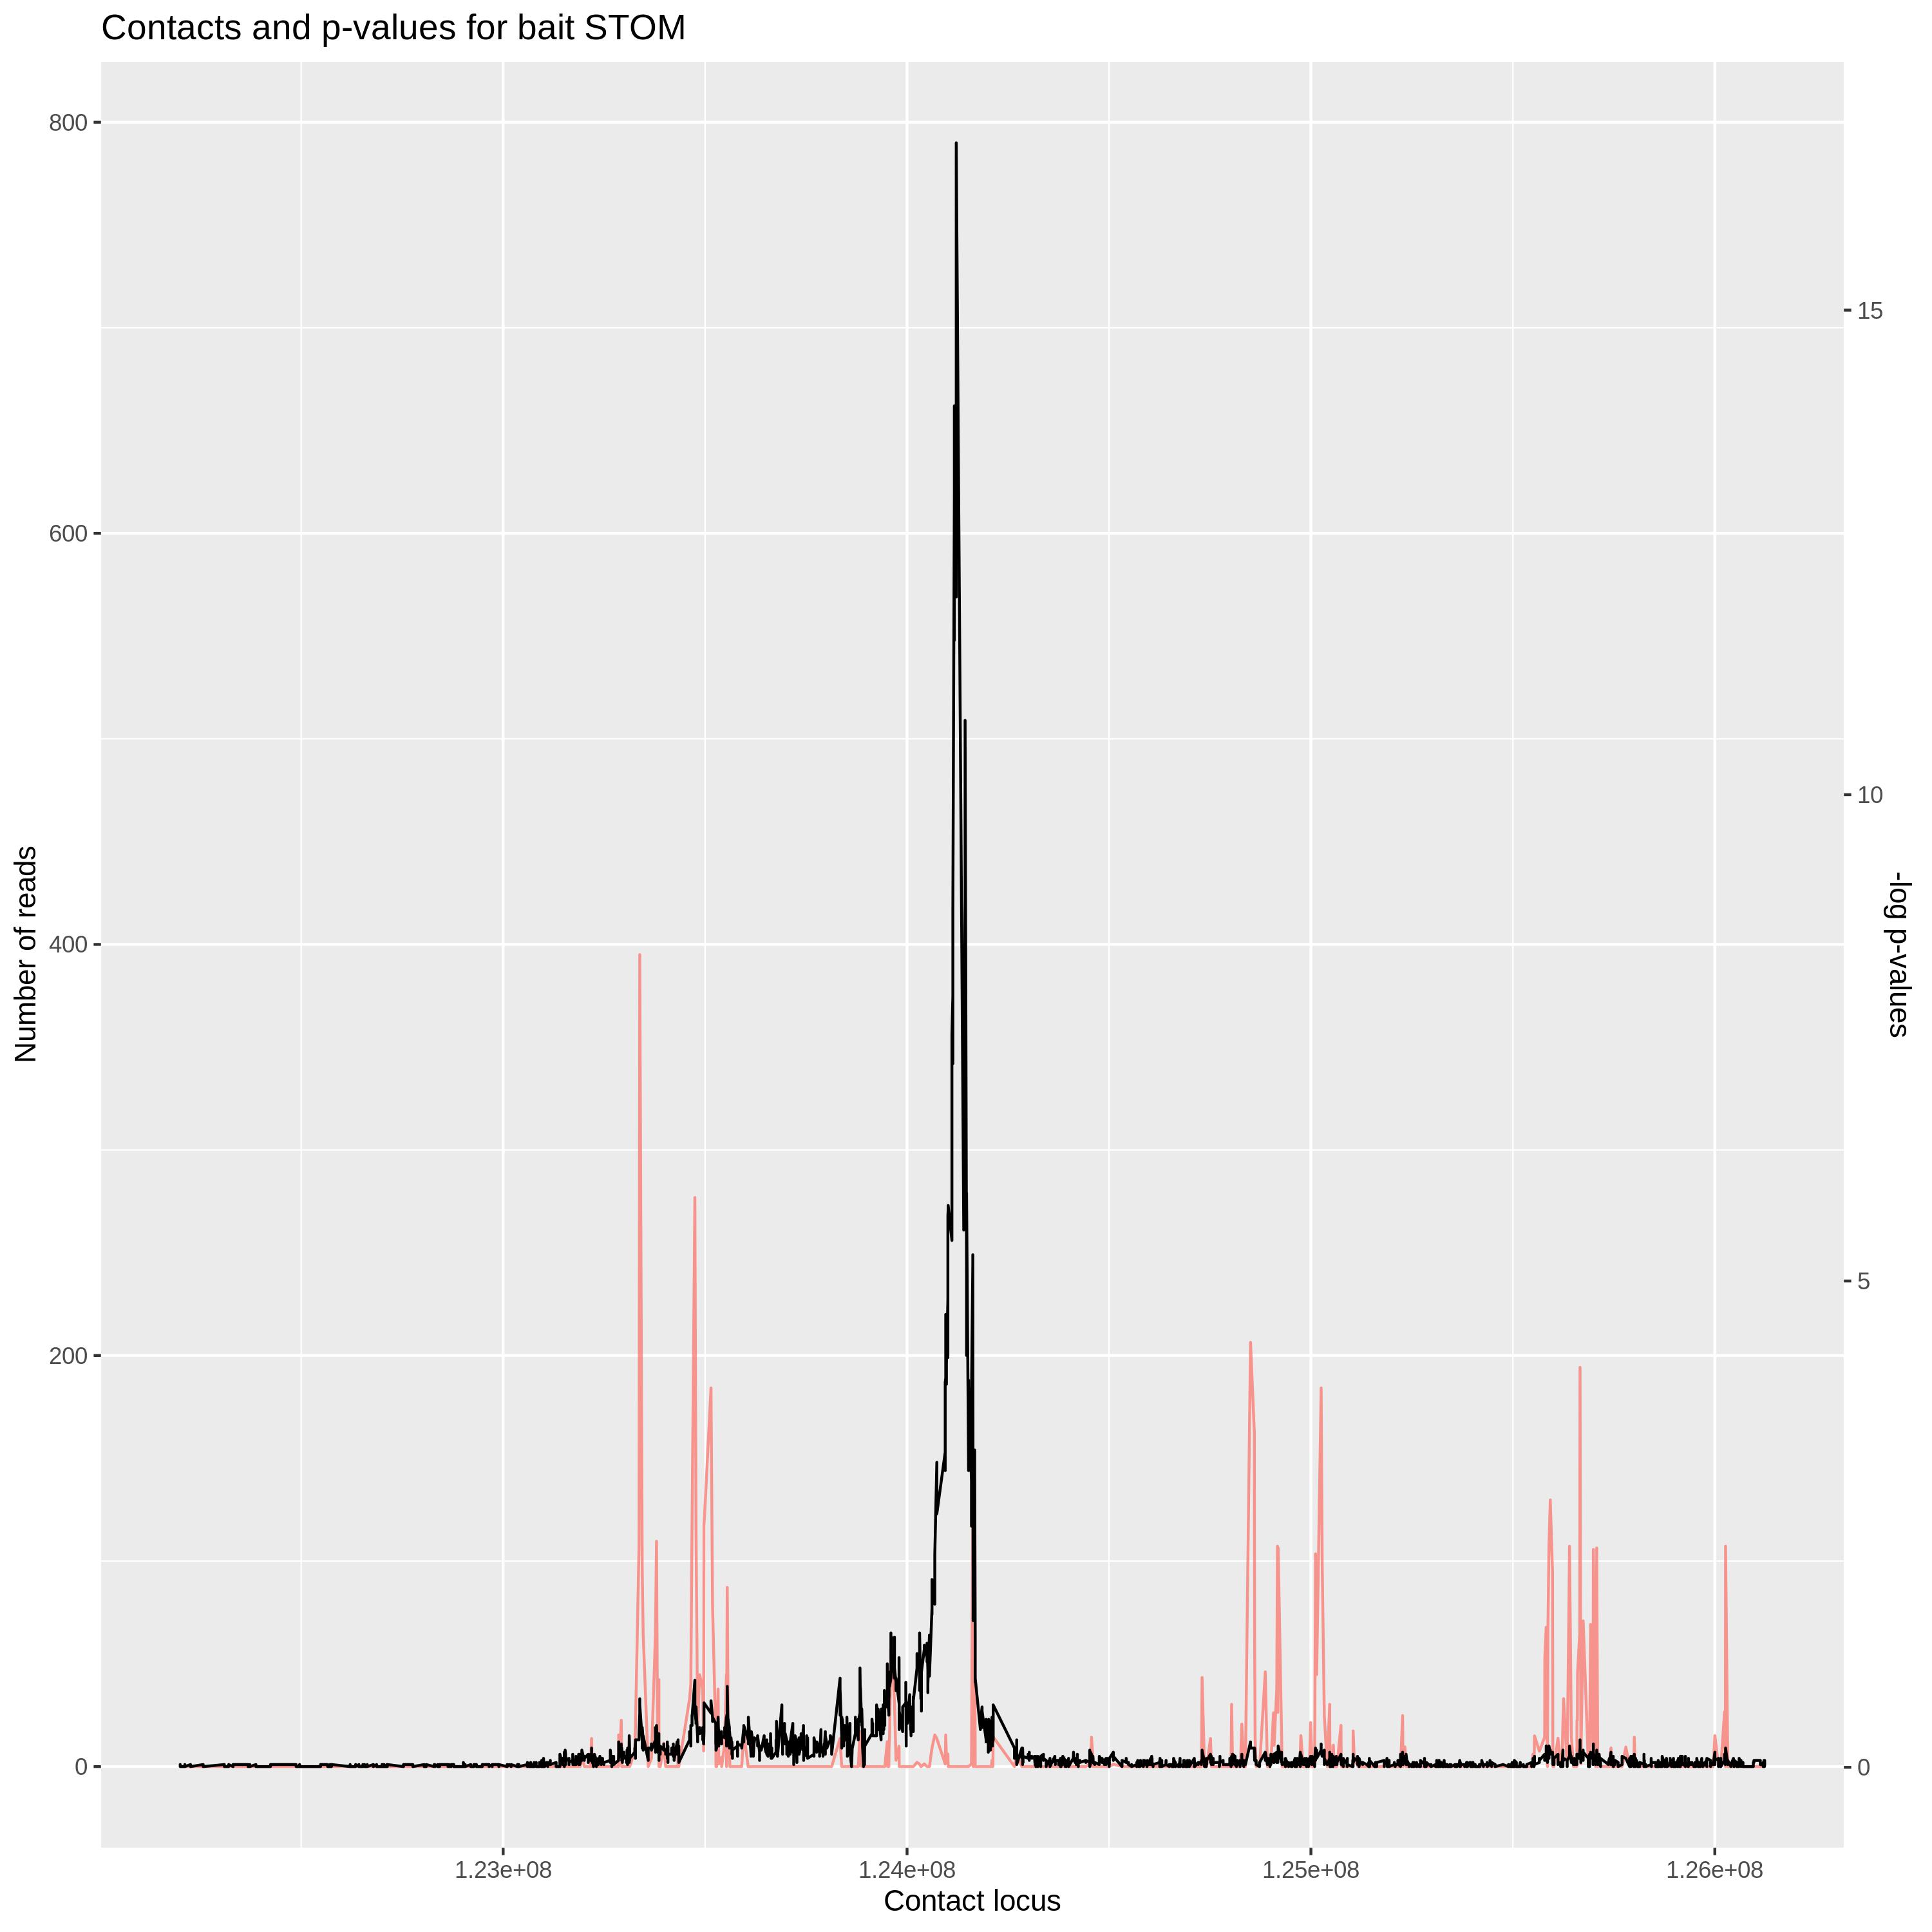 Contacts and p-values for bait STOM
800
600
400
200
0
15
10
5
0
Number of reads
-log p-values
1.23e+08
1.24e+08
1.25e+08
1.26e+08
Contact locus